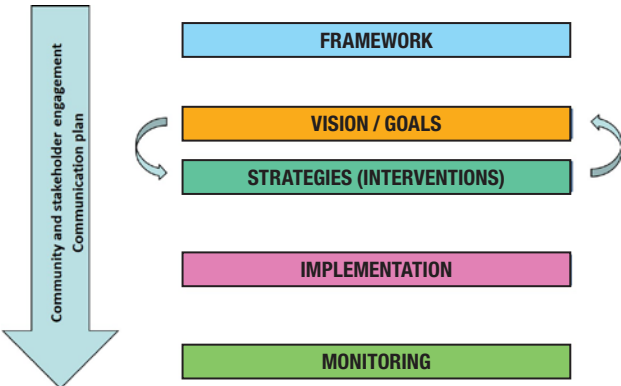 Community and stakeholder engagement
Communication plan
FRAMEWORK
VISION / GOALS
STRATEGIES (INTERVENTIONS)
IMPLEMENTATION
MONITORING